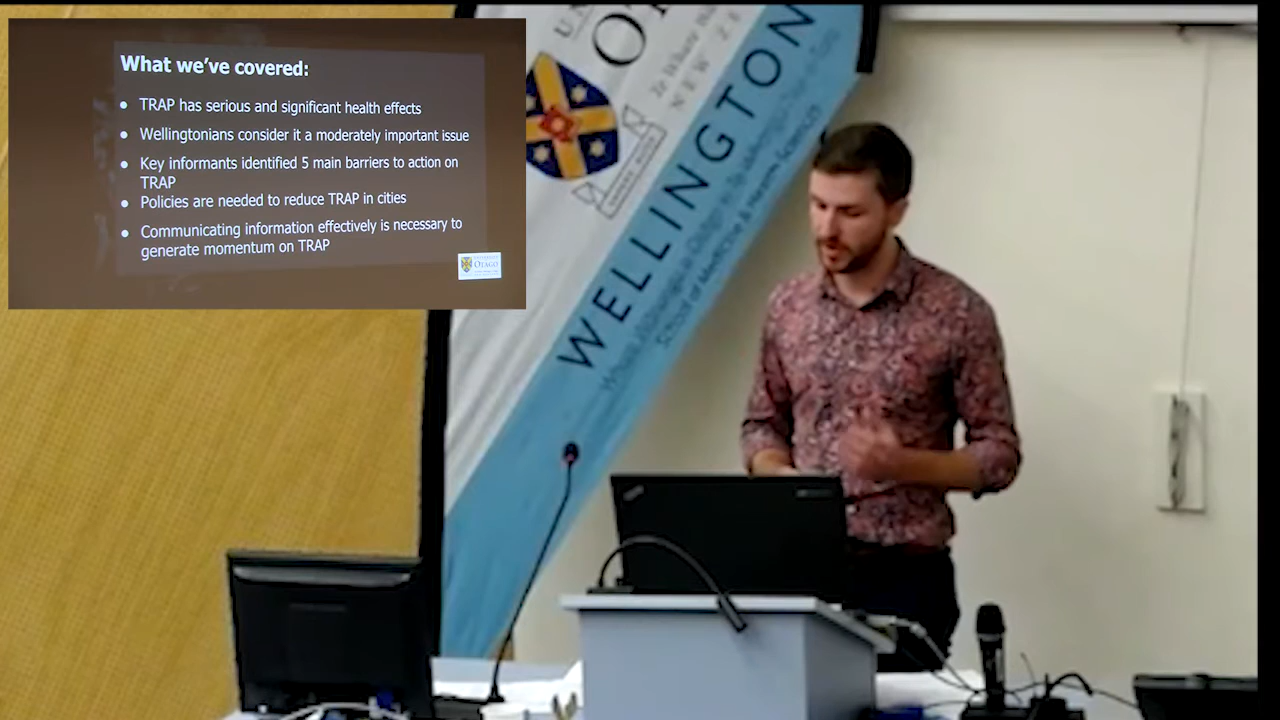 What we've covered:
● TRAP has serious and significant health effects
● Wellingtonians consider it a moderately important issue
● Key informants identified 5 main barriers to action on
TRAP
● Policies are needed to reduce TRAP in cities
● Communicating information effectively is necessary to
generate momentum on TRAP
OTAGO
WELLINGTON
School of Medicine & Health Sciences